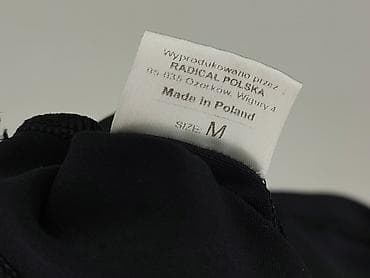 Wyprodukowano przez
RADICAL POLSKA
95-035 Ozorków, Wigury 4
Made in Poland
SIZE: M